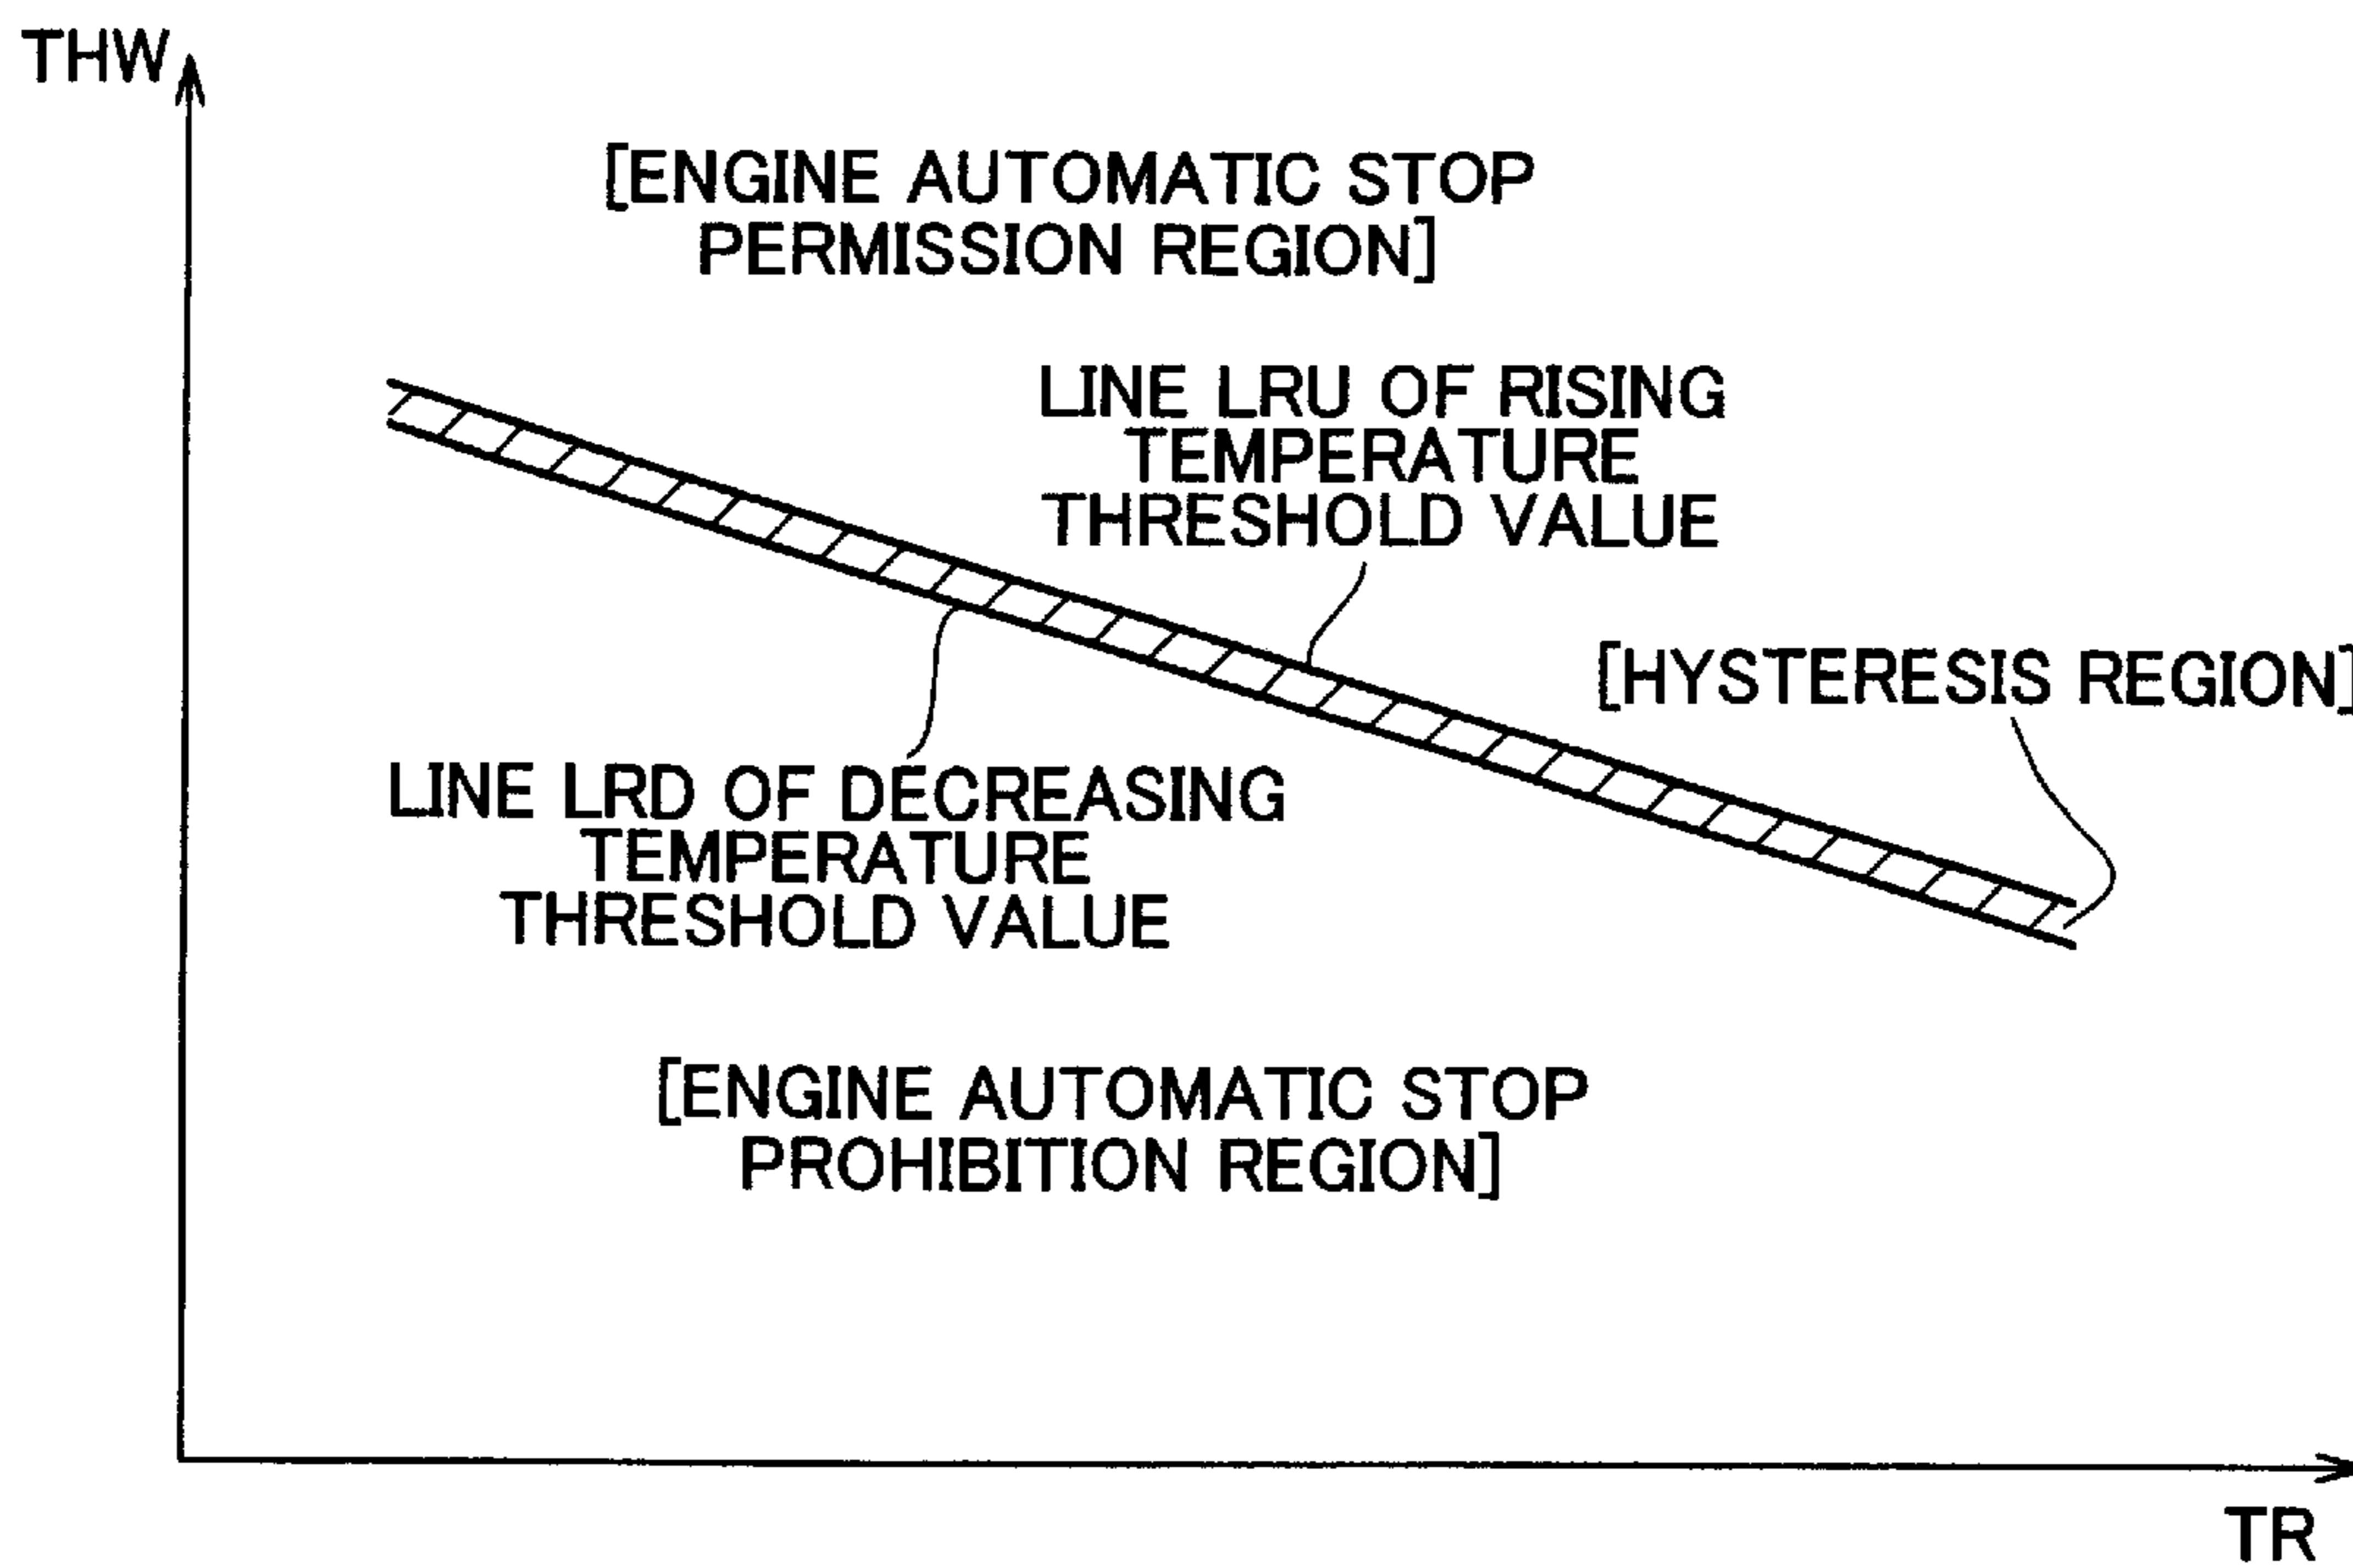 THW
[ENGINE AUTOMATIC STOP
PERMISSION REGION]
LINE LRU OF RISING
TEMPERATURE
THRESHOLD VALUE
[HYSTERESIS REGION]
LINE LRD OF DECREASING
TEMPERATURE
THRESHOLD VALUE
[ENGINE AUTOMATIC STOP
PROHIBITION REGION]
TR